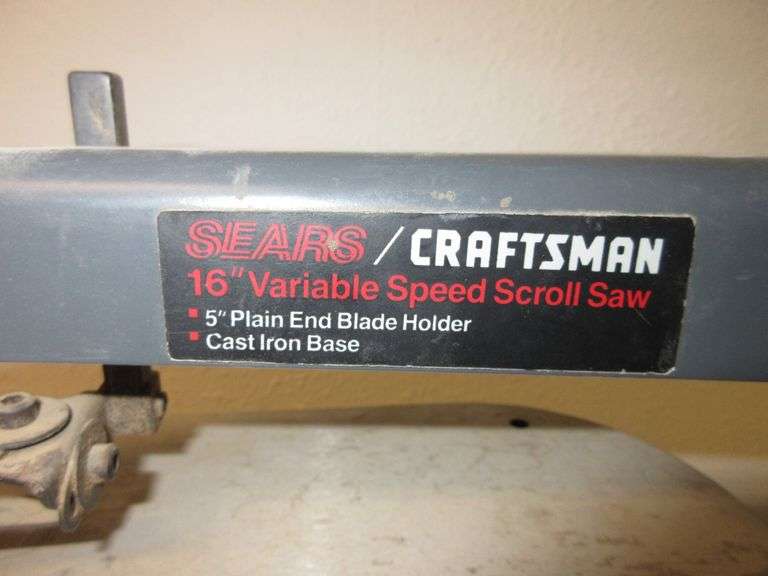 SEARS / CRAFTSMAN
16" Variable Speed Scroll Saw
▪ 5" Plain End Blade Holder
▪ Cast Iron Base